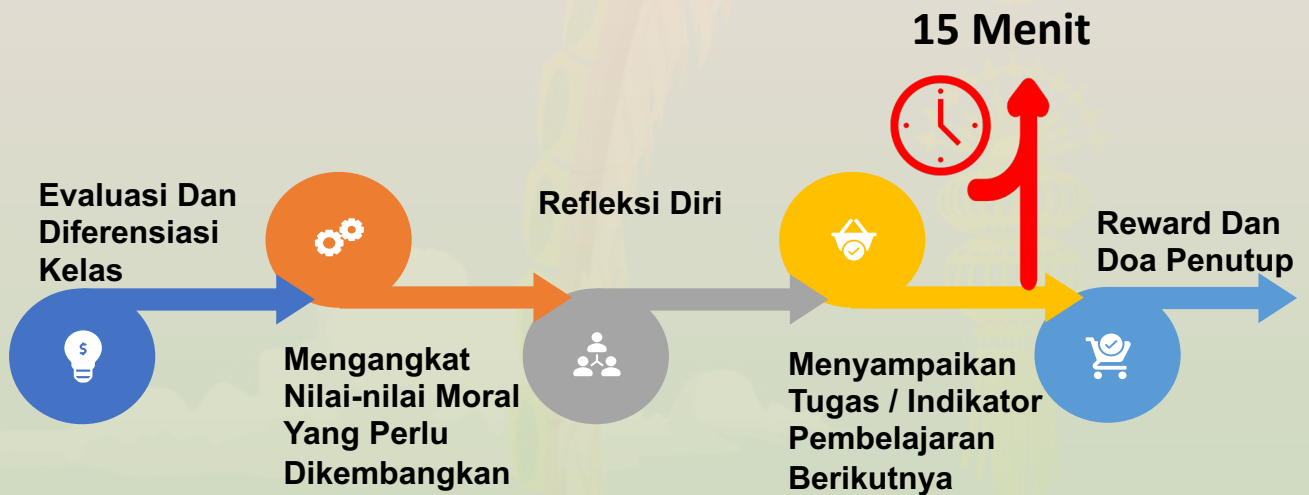 15 Menit
Evaluasi Dan
Diferensiasi
Kelas
Mengangkat
Nilai-nilai Moral
Yang Perlu
Dikembangkan
Refleksi Diri
Menyampaikan
Tugas / Indikator
Pembelajaran
Berikutnya
Reward Dan
Doa Penutup
$